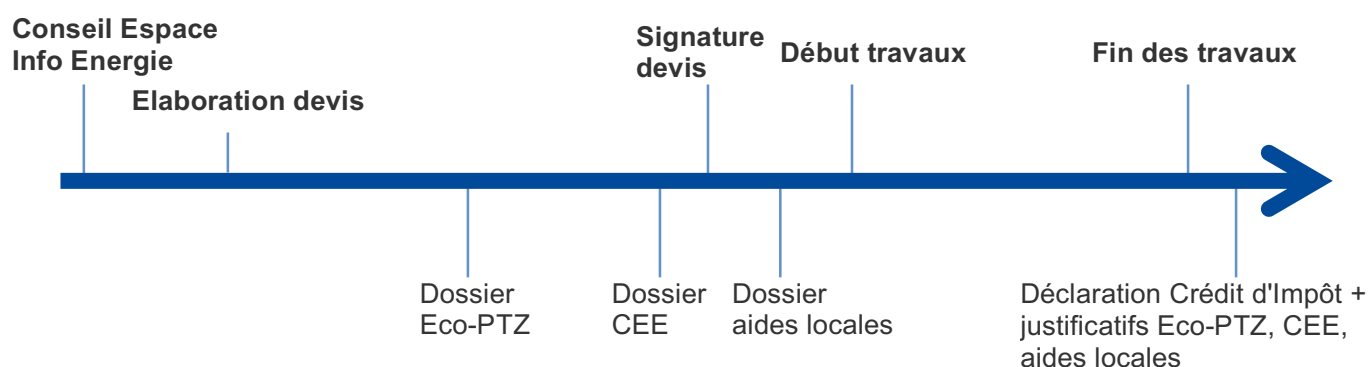 Conseil Espace
Info Energie
Elaboration devis
Signature
devis
Début travaux
Fin des travaux
Dossier
Eco-PTZ
Dossier
CEE
Dossier
aides locales
Déclaration Crédit d'Impôt +
justificatifs Eco-PTZ, CEE,
aides locales